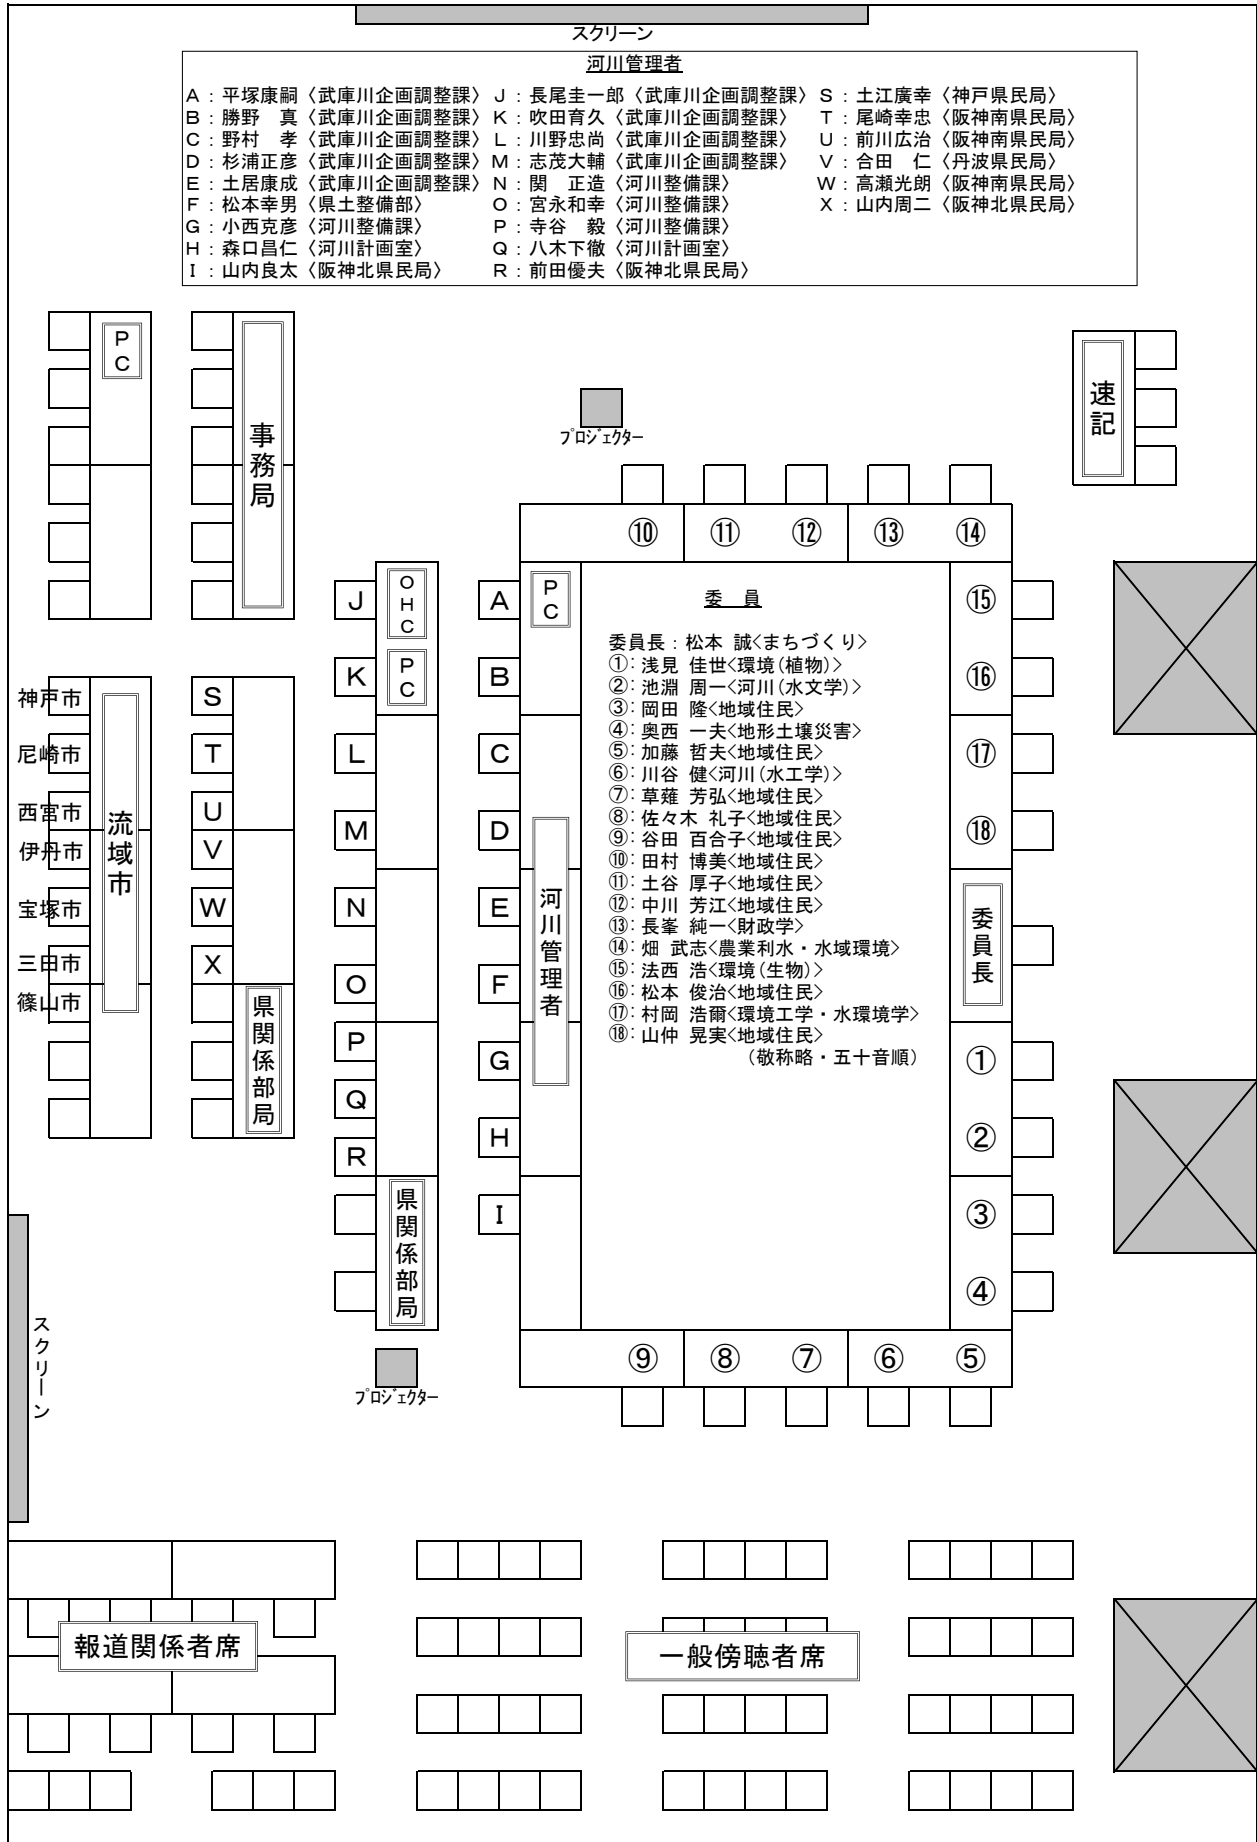 スクリーン
河川管理者
A：平塚康嗣〈武庫川企画調整課〉 J：長尾圭一郎〈武庫川企画調整課〉 S：土江廣幸〈神戸県民局〉
B：勝野　真〈武庫川企画調整課〉 K：吹田育久〈武庫川企画調整課〉 T：尾崎幸忠〈阪神南県民局〉
C：野村　孝〈武庫川企画調整課〉 L：川野忠尚〈武庫川企画調整課〉 U：前川広治〈阪神南県民局〉
D：杉浦正彦〈武庫川企画調整課〉 M：志茂大輔〈武庫川企画調整課〉 V：合田　仁〈丹波県民局〉
E：土居康成〈武庫川企画調整課〉 N：関　正造〈河川整備課〉 W：高瀬光朗〈阪神南県民局〉
F：松本幸男〈県土整備部〉 O：宮永和幸〈河川整備課〉 X：山内周二〈阪神北県民局〉
G：小西克彦〈河川整備課〉 P：寺谷　毅〈河川整備課〉
H：森口昌仁〈河川計画室〉 Q：八木下徹〈河川計画室〉
I：山内良太〈阪神北県民局〉 R：前田優夫〈阪神北県民局〉
PC
事務局
プロジェクター
速記
⑩ ⑪ ⑫ ⑬ ⑭
J
K
L
M
N
O
P
Q
R
OHC
PC
県関係部局
A
B
C
D
E
F
G
H
I
PC
河川管理者
委　員
委員長：松本 誠<まちづくり>
①：浅見 佳世<環境(植物)>
②：池淵 周一<河川(水文学)>
③：岡田 隆<地域住民>
④：奥西 一夫<地形土壌災害>
⑤：加藤 哲夫<地域住民>
⑥：川谷 健<河川(水工学)>
⑦：草薙 芳弘<地域住民>
⑧：佐々木 礼子<地域住民>
⑨：谷田 百合子<地域住民>
⑩：田村 博美<地域住民>
⑪：土谷 厚子<地域住民>
⑫：中川 芳江<地域住民>
⑬：長峯 純一<財政学>
⑭：畑 武志<農業利水・水域環境>
⑮：法西 浩<環境(生物)>
⑯：松本 俊治<地域住民>
⑰：村岡 浩爾<環境工学・水環境学>
⑱：山仲 晃実<地域住民>
（敬称略・五十音順）
⑮
⑯
⑰
⑱
委員長
①
②
③
④
神戸市
尼崎市
西宮市
伊丹市
宝塚市
三田市
篠山市
流域市
S
T
U
V
W
X
県関係部局
⑨ ⑧ ⑦ ⑥ ⑤
プロジェクター
スクリーン
報道関係者席
一般傍聴者席